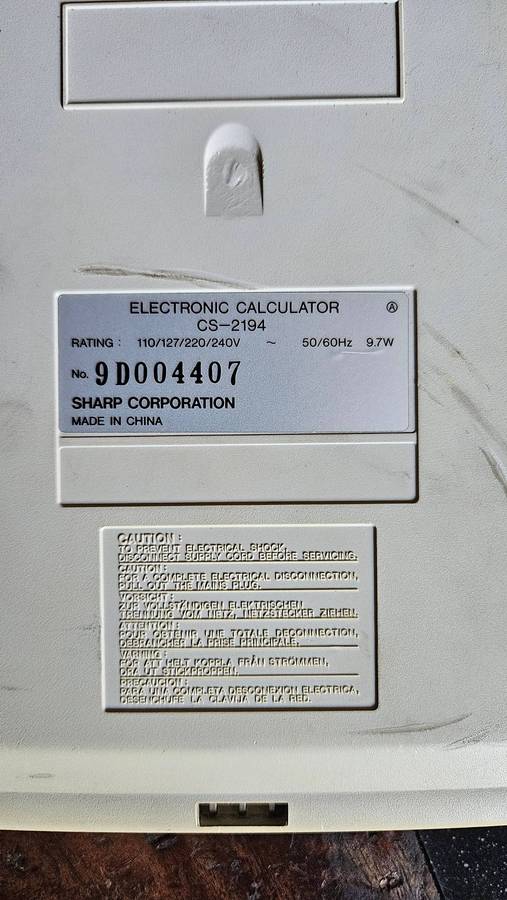 ELECTRONIC CALCULATOR Ⓐ
CS-2194
RATING : 110/127/220/240V ~ 50/60Hz 9.7W
No. 9D004407
SHARP CORPORATION
MADE IN CHINA
CAUTION :
TO PREVENT ELECTRICAL SHOCK,
DISCONNECT SUPPLY CORD BEFORE SERVICING.
CAUTION :
FOR A COMPLETE ELECTRICAL DISCONNECTION,
PULL OUT THE MAINS PLUG.
VORSICHT :
ZUR VOLLSTÄNDIGEN ELEKTRISCHEN
TRENNUNG VOM NETZ, NETZSTECKER ZIEHEN.
ATTENTION :
POUR OBTENIR UNE TOTALE DECONNECTION,
DEBRANCHER LA PRISE PRINCIPALE.
VARNING :
FÖR ATT HELT KOPPLA FRÅN STRÖMMEN,
DRA UT STICKPROPPEN.
PRECAUCION :
PARA UNA COMPLETA DESCONEXION ELECTRICA,
DESENCHUFE LA CLAVIJA DE LA RED.